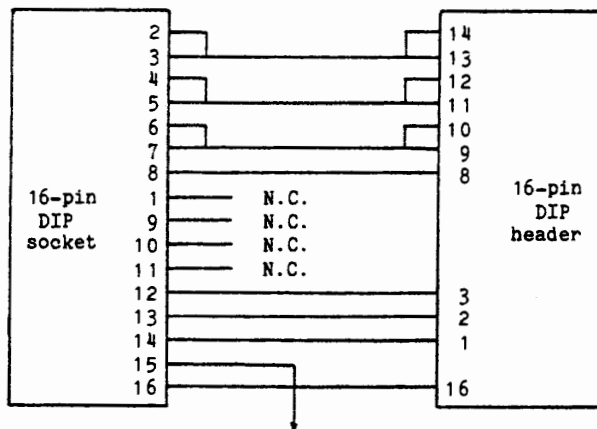 2 14
3 13
4 12
5 11
6 10
7 9
8 8
16-pin
DIP
socket
1 N.C.
9 N.C.
10 N.C.
11 N.C.
16-pin
DIP
header
12 3
13 2
14 1
15
16 16